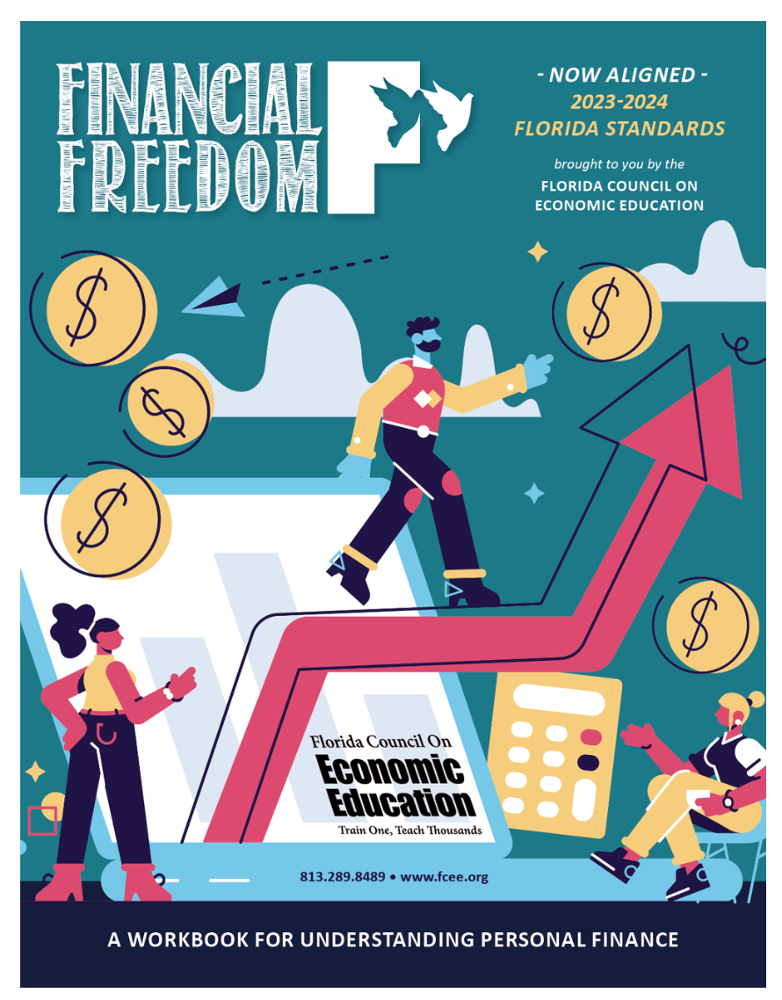 FINANCIAL
FREEDOM
- NOW ALIGNED -
2023-2024
FLORIDA STANDARDS
brought to you by the
FLORIDA COUNCIL ON
ECONOMIC EDUCATION
$
$
$
$
$
Florida Council On
Economic
Education
Train One, Teach Thousands
813.289.8489 • www.fcee.org
A WORKBOOK FOR UNDERSTANDING PERSONAL FINANCE